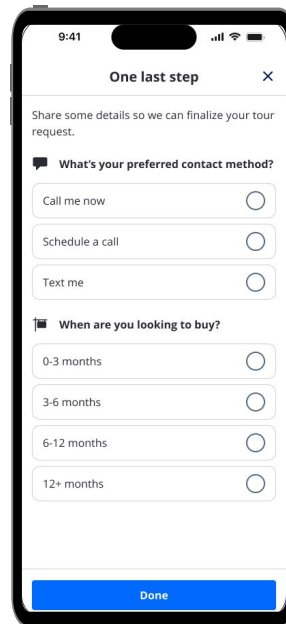 9:41
One last step
Share some details so we can finalize your tour
request.
What's your preferred contact method?
Call me now
Schedule a call
Text me
When are you looking to buy?
0-3 months
3-6 months
6-12 months
12+ months
Done